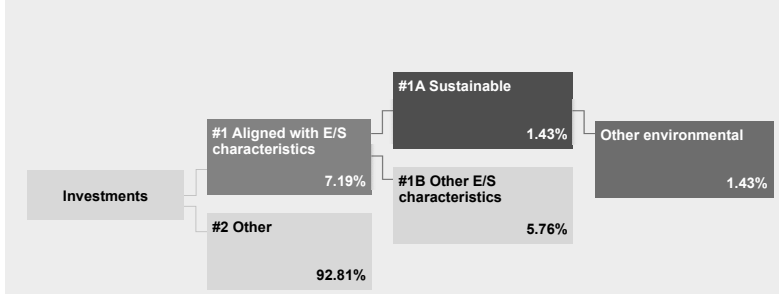 Investments
#1 Aligned with E/S
characteristics
7.19%
#2 Other
92.81%
#1A Sustainable
1.43%
#1B Other E/S
characteristics
5.76%
Other environmental
1.43%